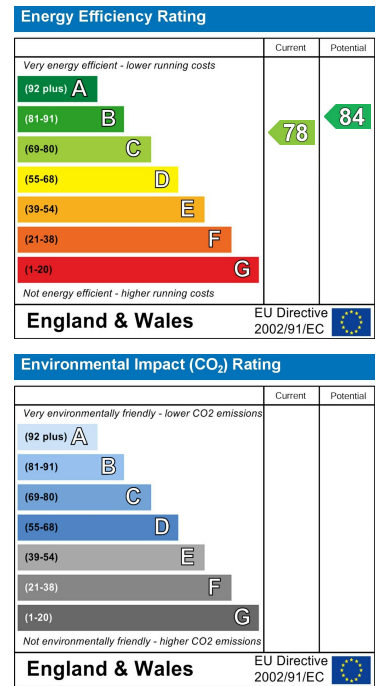 Energy Efficiency Rating
Current Potential
Very energy efficient - lower running costs
(92 plus) A
(81-91) B
(69-80) C
(55-68) D
(39-54) E
(21-38) F
(1-20) G
78
84
Not energy efficient - higher running costs
England & Wales
EU Directive
2002/91/EC
Environmental Impact (CO₂) Rating
Current Potential
Very environmentally friendly - lower CO2 emissions
(92 plus) A
(81-91) B
(69-80) C
(55-68) D
(39-54) E
(21-38) F
(1-20) G
Not environmentally friendly - higher CO2 emissions
England & Wales
EU Directive
2002/91/EC